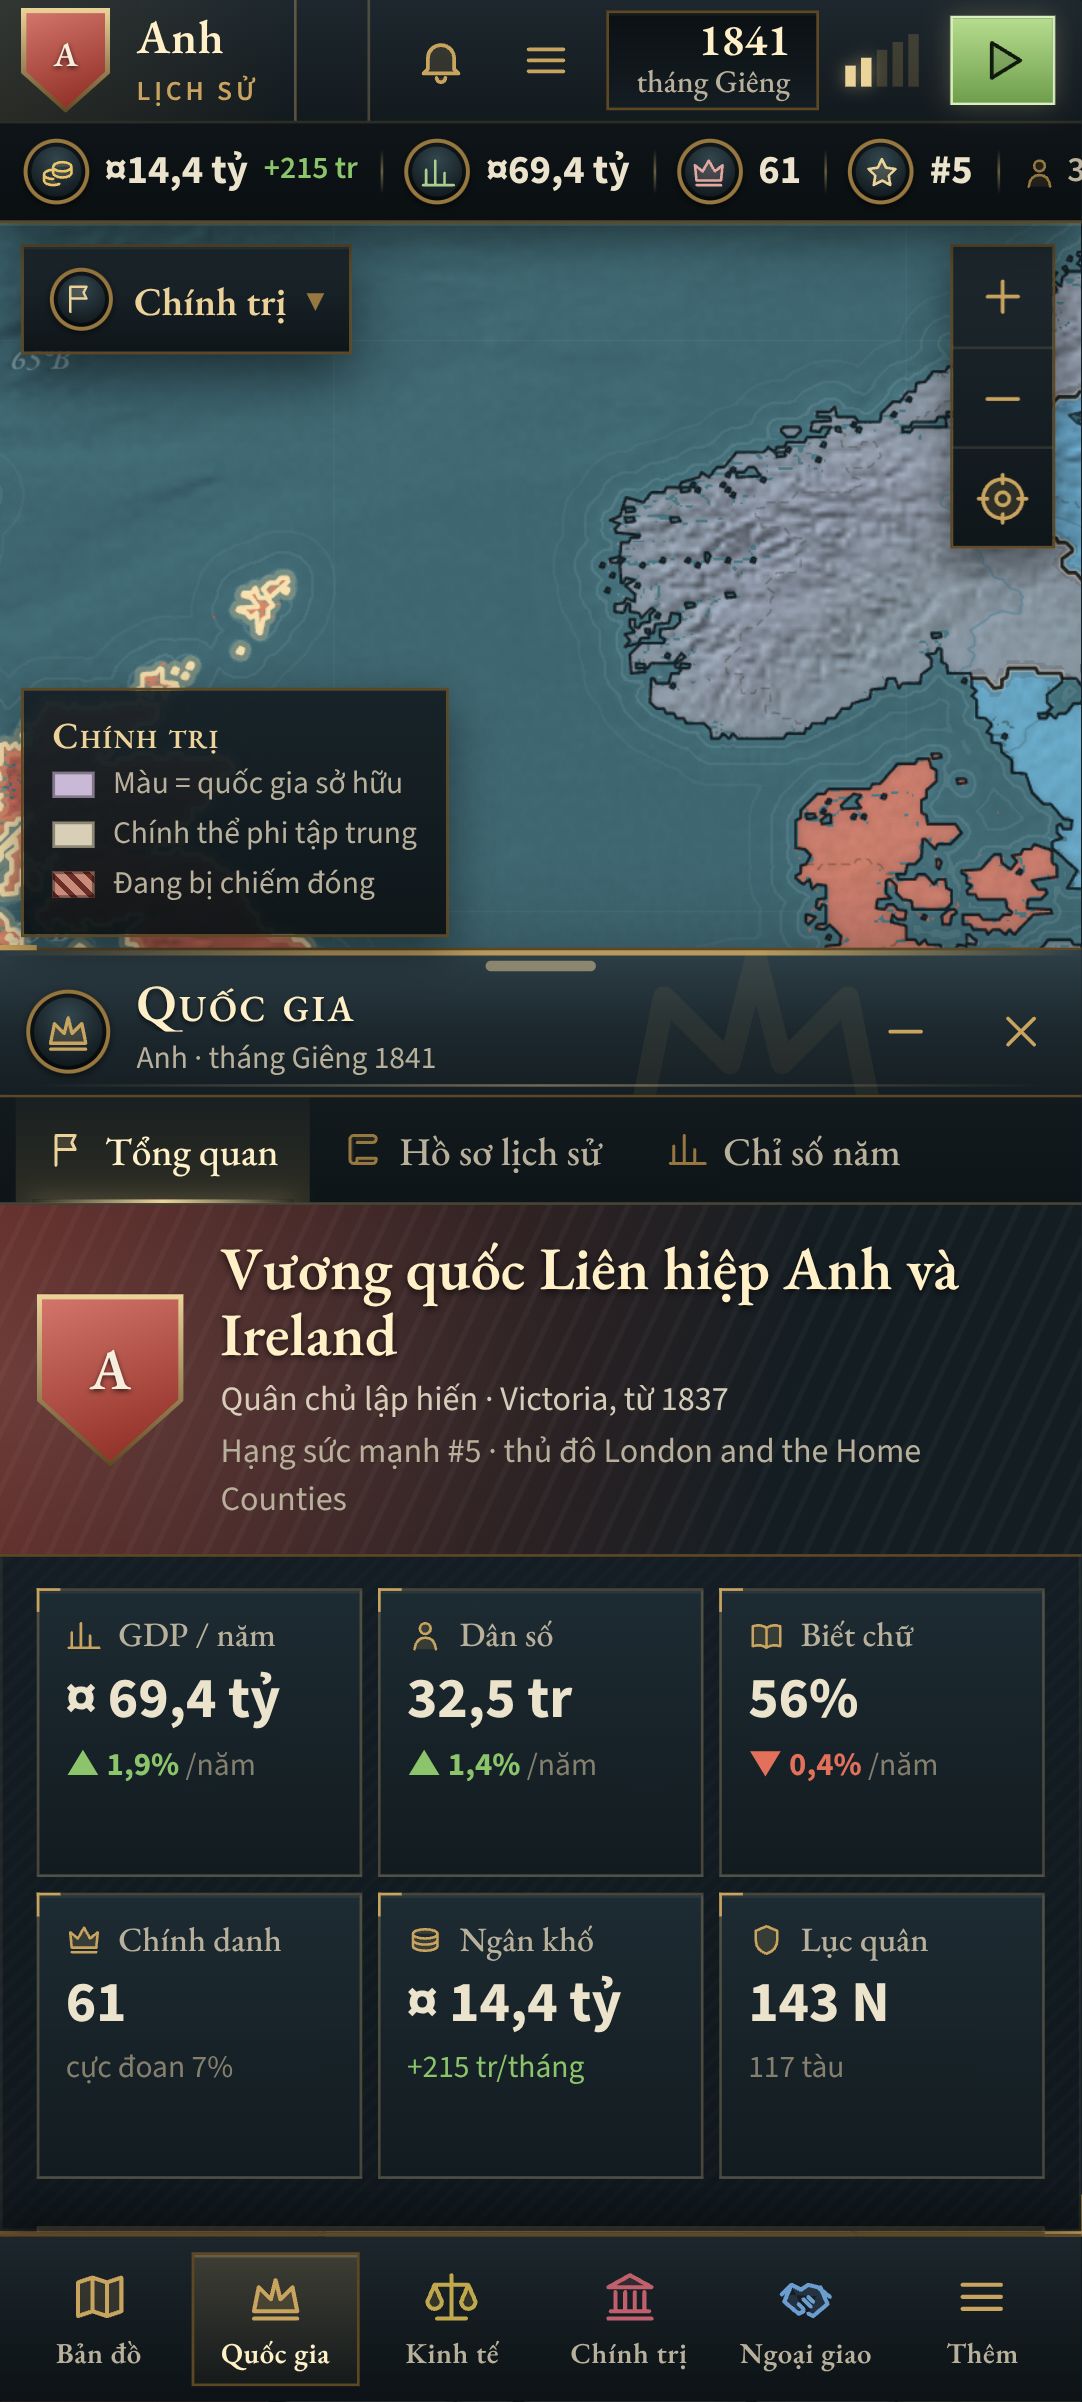 A
Anh
LỊCH SỬ
1841
tháng Giêng
¤14,4 tỷ +215 tr
¤69,4 tỷ
61
#5
Chính trị
65°B
CHÍNH TRỊ
Màu = quốc gia sở hữu
Chính thể phi tập trung
Đang bị chiếm đóng
QUỐC GIA
Anh · tháng Giêng 1841
Tổng quan
Hồ sơ lịch sử
Chỉ số năm
A
Vương quốc Liên hiệp Anh và
Ireland
Quân chủ lập hiến · Victoria, từ 1837
Hạng sức mạnh #5 · thủ đô London and the Home
Counties
GDP / năm
¤ 69,4 tỷ
▲ 1,9% /năm
Dân số
32,5 tr
▲ 1,4% /năm
Biết chữ
56%
▼ 0,4% /năm
Chính danh
61
cực đoan 7%
Ngân khố
¤ 14,4 tỷ
+215 tr/tháng
Lục quân
143 N
117 tàu
Bản đồ
Quốc gia
Kinh tế
Chính trị
Ngoại giao
Thêm